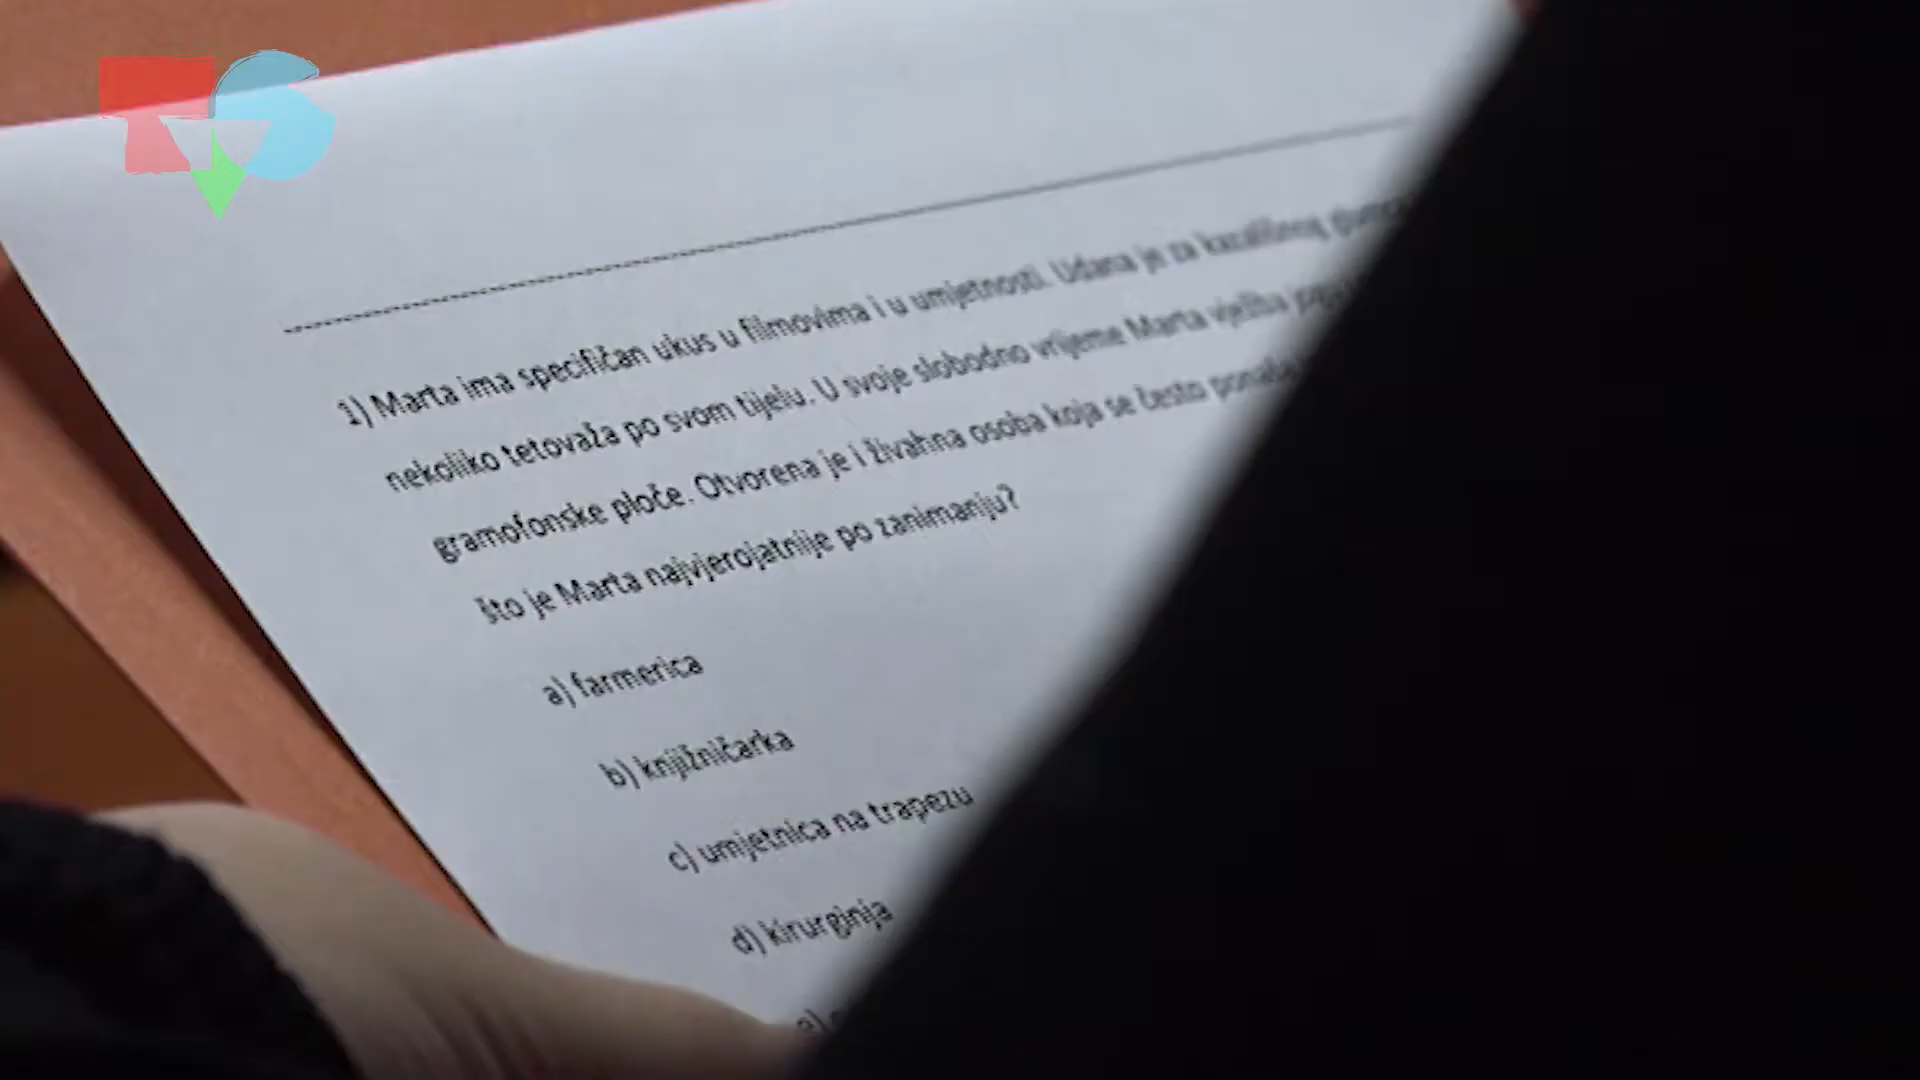 1) Marta ima specifičan ukus u filmovima i u umjetnosti. Udana je za kazališnog
nekoliko tetovaža po svom tijelu. U svoje slobodno vrijeme Marta vježba
gramofonske ploče. Otvorena je i živahna osoba koja se često
što je Marta najvjerojatnije po zanimanju?
a) farmerica
b) knjižničarka
c) umjetnica na trapezu
d) kirurginja
e)